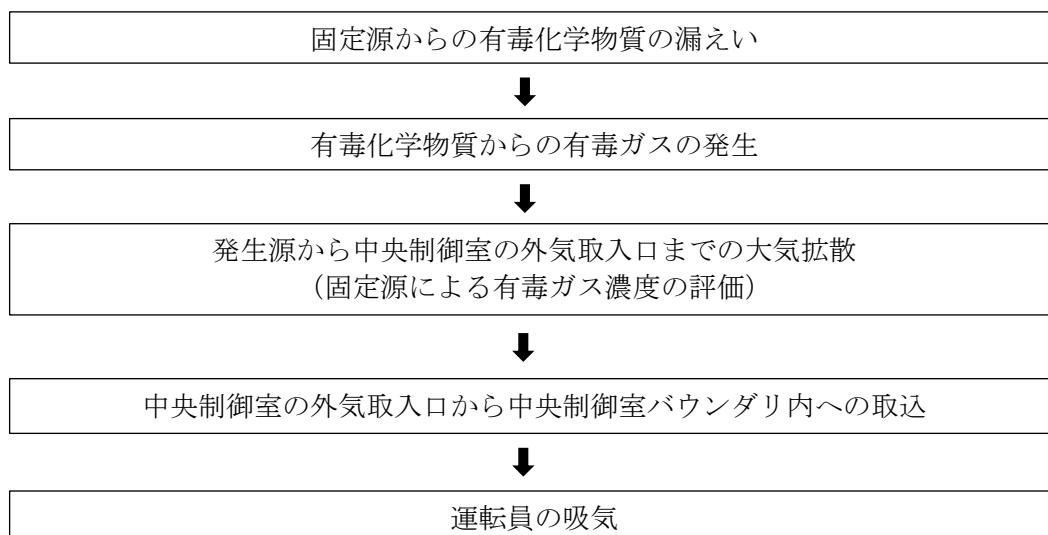 固定源からの有毒化学物質の漏えい
有毒化学物質からの有毒ガスの発生
発生源から中央制御室の外気取入口までの大気拡散
（固定源による有毒ガス濃度の評価）
中央制御室の外気取入口から中央制御室バウンダリ内への取込
運転員の吸気